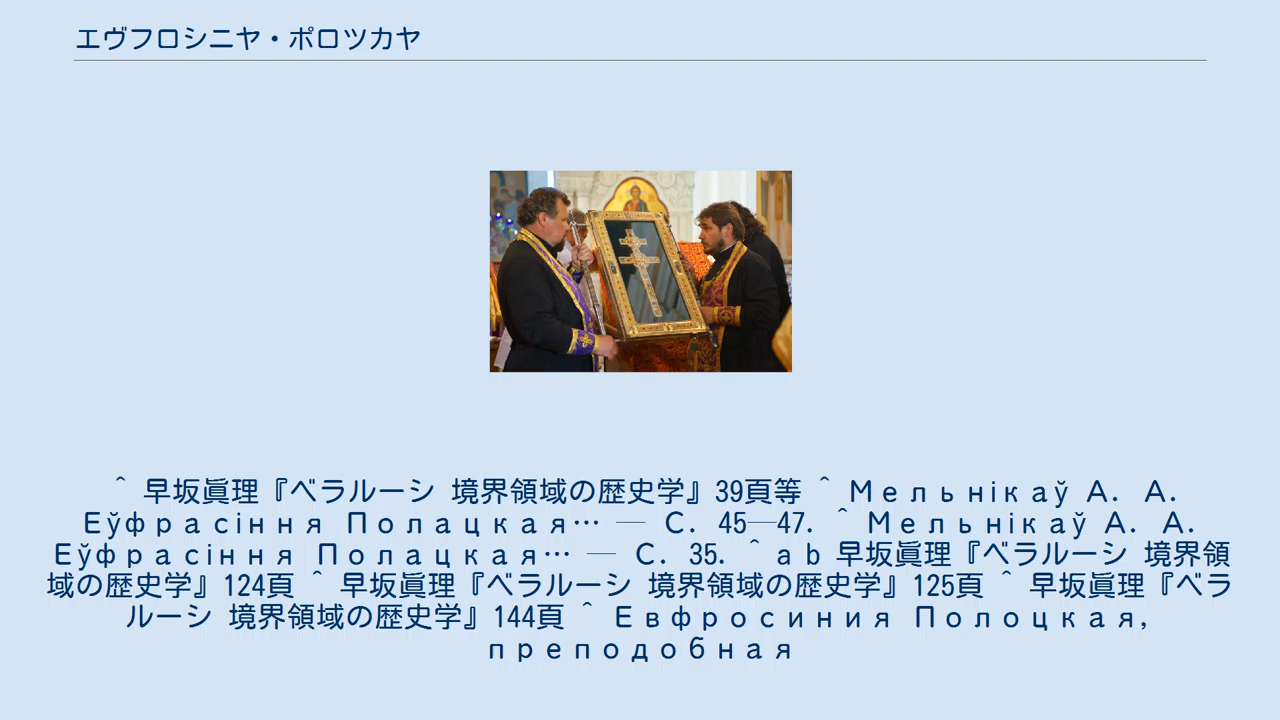 エヴフロシニヤ・ポロツカヤ
^ 早坂眞理『ベラルーシ 境界領域の歴史学』39頁等 ^ Мельнікаў А. А.
Еўфрасіння Полацкая… — С. 45—47. ^ Мельнікаў А. А.
Еўфрасіння Полацкая… — С. 35. ^ a b 早坂眞理『ベラルーシ 境界領
域の歴史学』124頁 ^ 早坂眞理『ベラルーシ 境界領域の歴史学』125頁 ^ 早坂眞理『ベラ
ルーシ 境界領域の歴史学』144頁 ^ Евфросиния Полоцкая,
преподобная